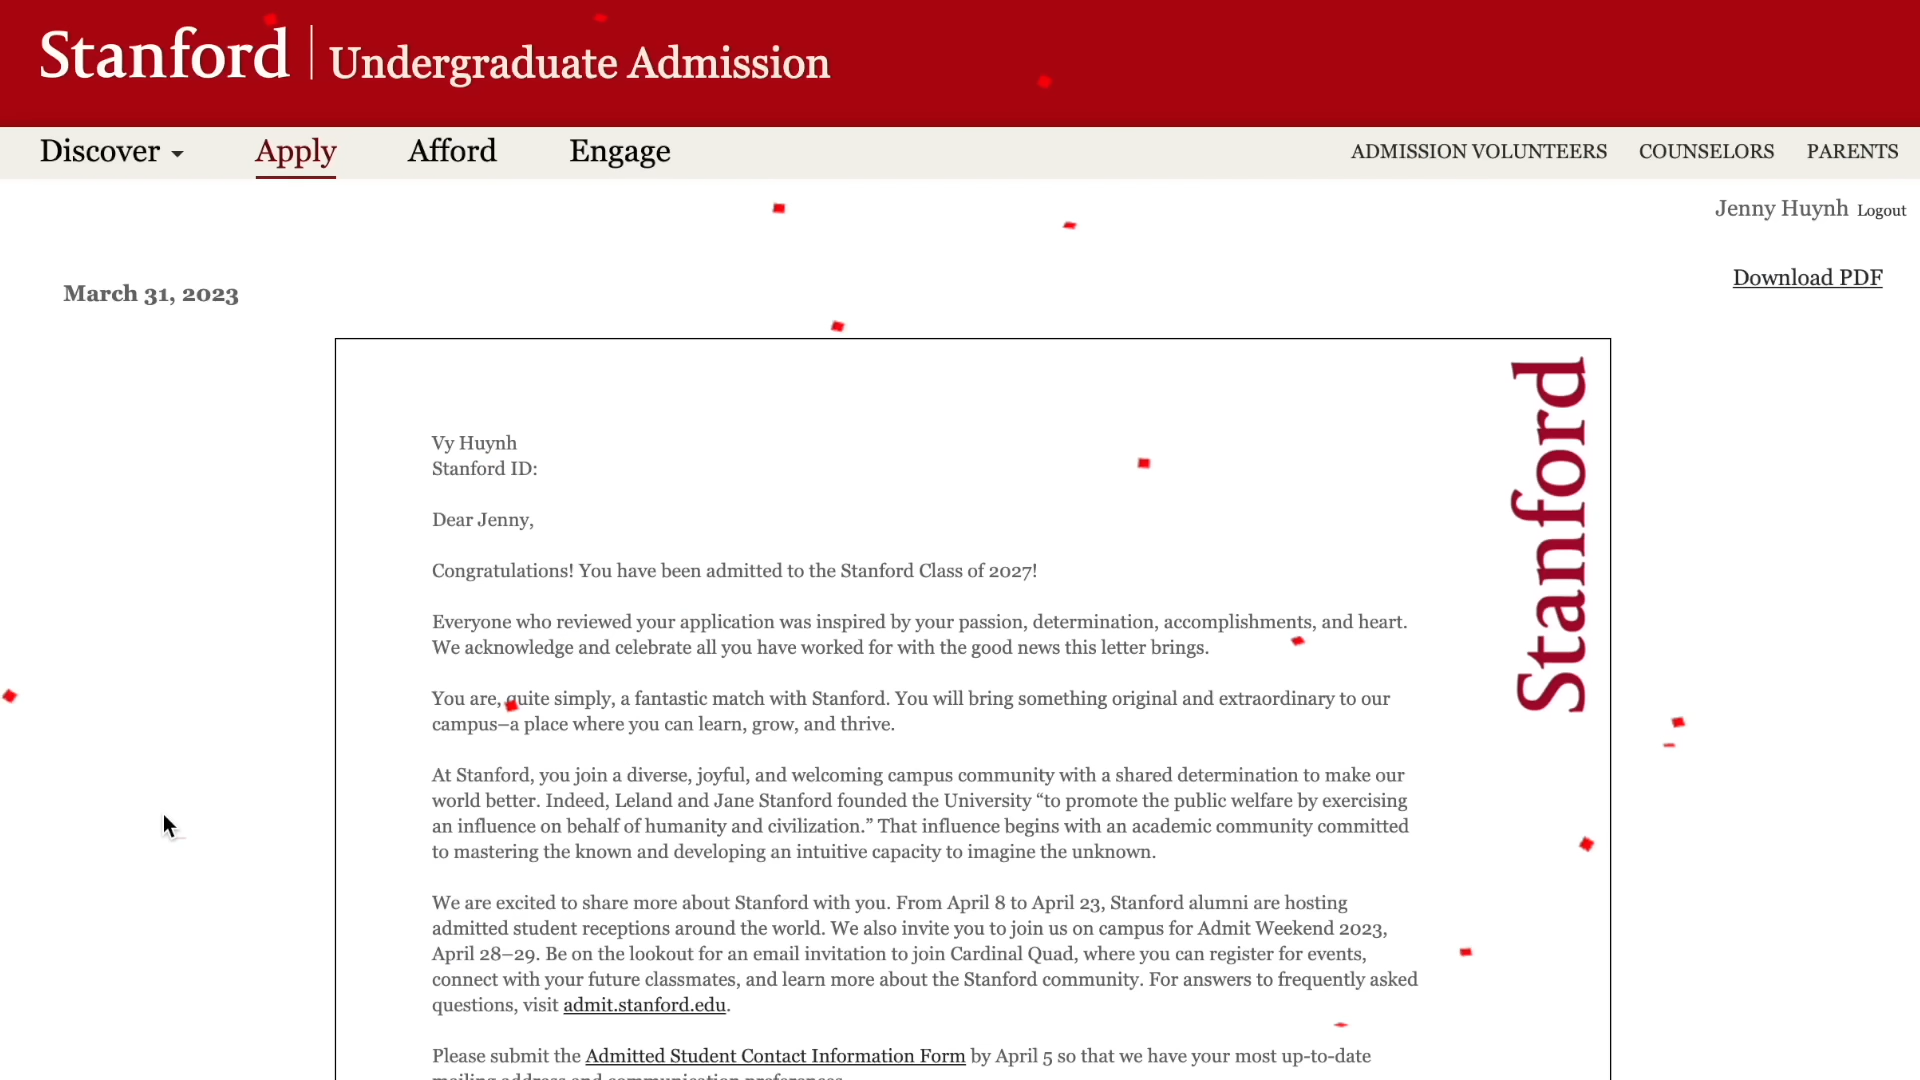 Stanford | Undergraduate Admission
Discover Apply Afford Engage ADMISSION VOLUNTEERS COUNSELORS PARENTS
Jenny Huynh Logout
Download PDF
March 31, 2023
Stanford
Vy Huynh
Stanford ID:
Dear Jenny,
Congratulations! You have been admitted to the Stanford Class of 2027!
Everyone who reviewed your application was inspired by your passion, determination, accomplishments, and heart.
We acknowledge and celebrate all you have worked for with the good news this letter brings.
You are, quite simply, a fantastic match with Stanford. You will bring something original and extraordinary to our
campus–a place where you can learn, grow, and thrive.
At Stanford, you join a diverse, joyful, and welcoming campus community with a shared determination to make our
world better. Indeed, Leland and Jane Stanford founded the University “to promote the public welfare by exercising
an influence on behalf of humanity and civilization.” That influence begins with an academic community committed
to mastering the known and developing an intuitive capacity to imagine the unknown.
We are excited to share more about Stanford with you. From April 8 to April 23, Stanford alumni are hosting
admitted student receptions around the world. We also invite you to join us on campus for Admit Weekend 2023,
April 28–29. Be on the lookout for an email invitation to join Cardinal Quad, where you can register for events,
connect with your future classmates, and learn more about the Stanford community. For answers to frequently asked
questions, visit admit.stanford.edu.
Please submit the Admitted Student Contact Information Form by April 5 so that we have your most up-to-date
mailing address and communication preferences.